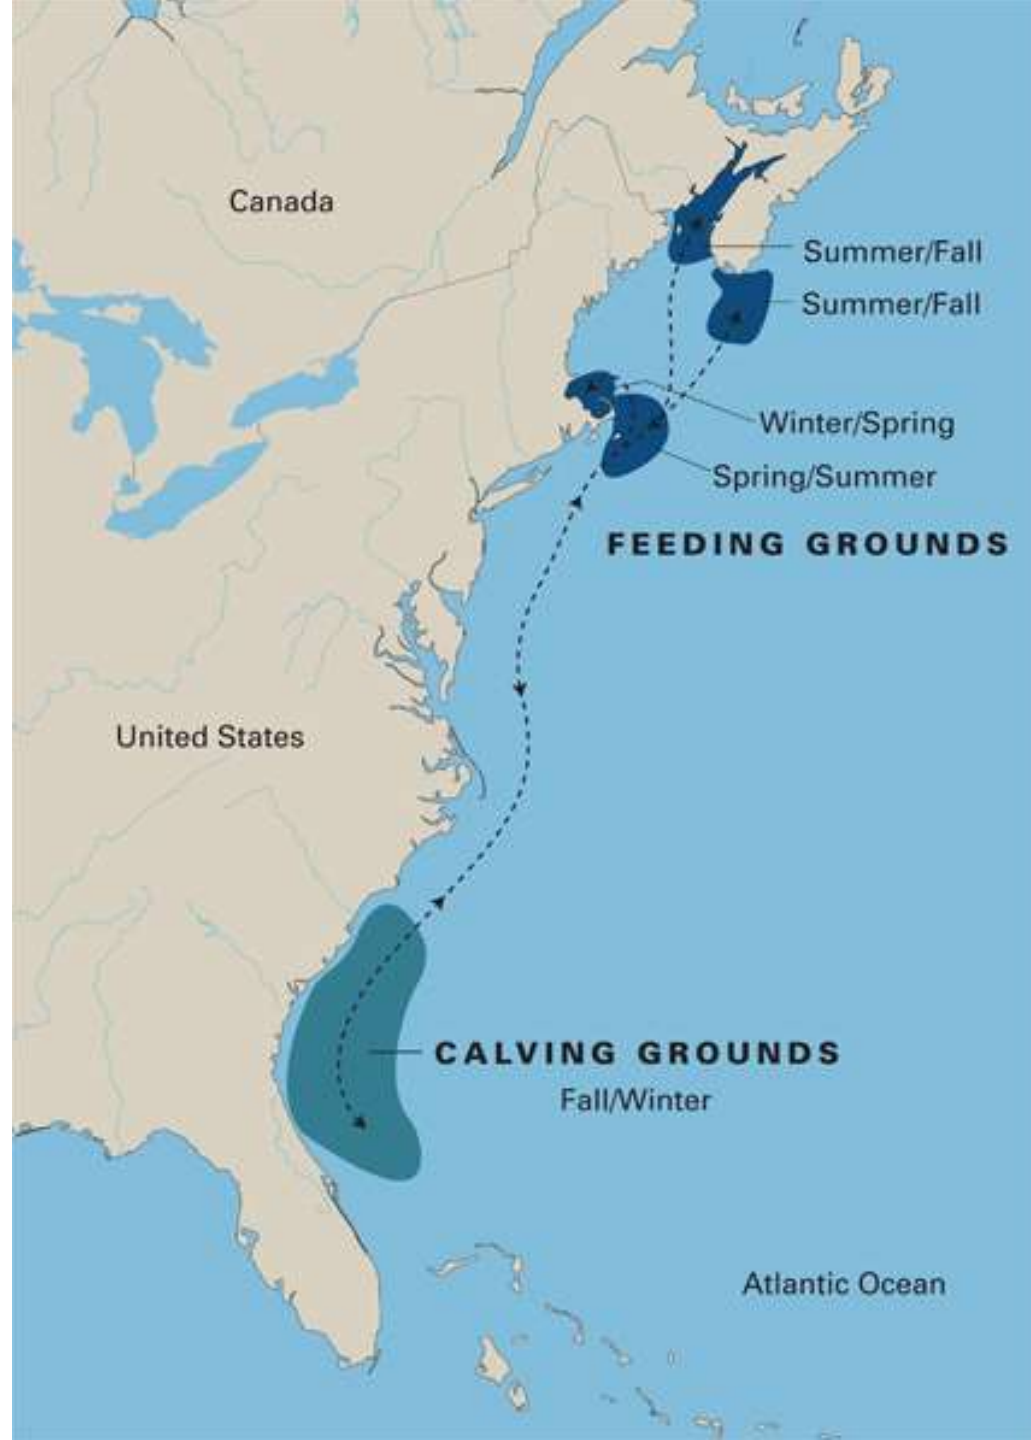 Canada
Summer/Fall
Summer/Fall
Winter/Spring
Spring/Summer
FEEDING GROUNDS
United States
CALVING GROUNDS
Fall/Winter
Atlantic Ocean